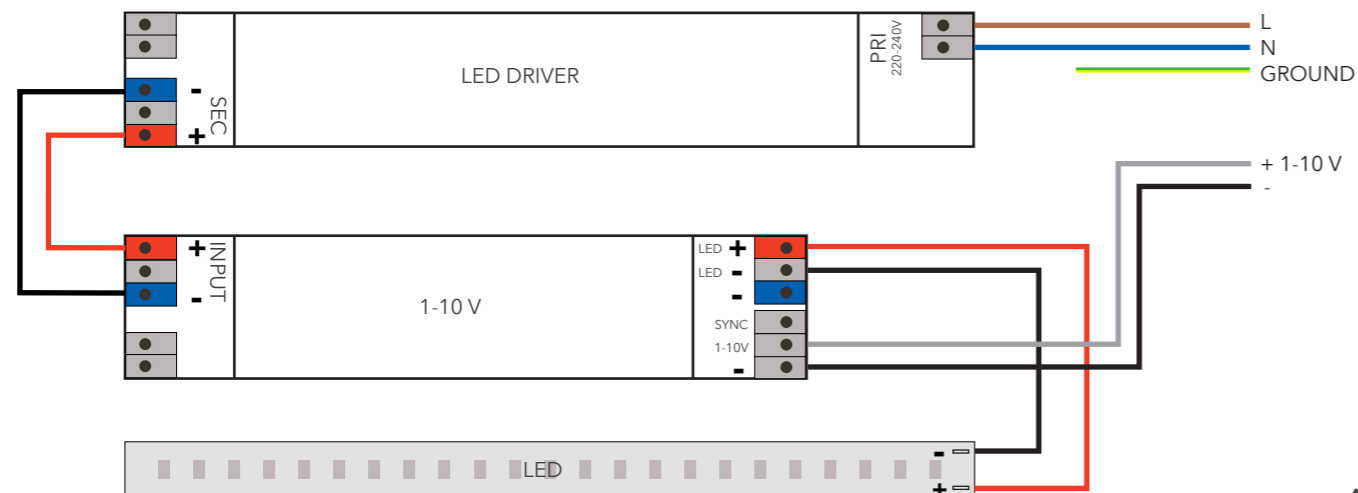 LED DRIVER
PRI
220-240V
L
N
GROUND
-
SEC
+
+ 1-10 V
-
+
INPUT
-
1-10 V
LED +
LED -
-
SYNC
1-10V
-
LED
-
+